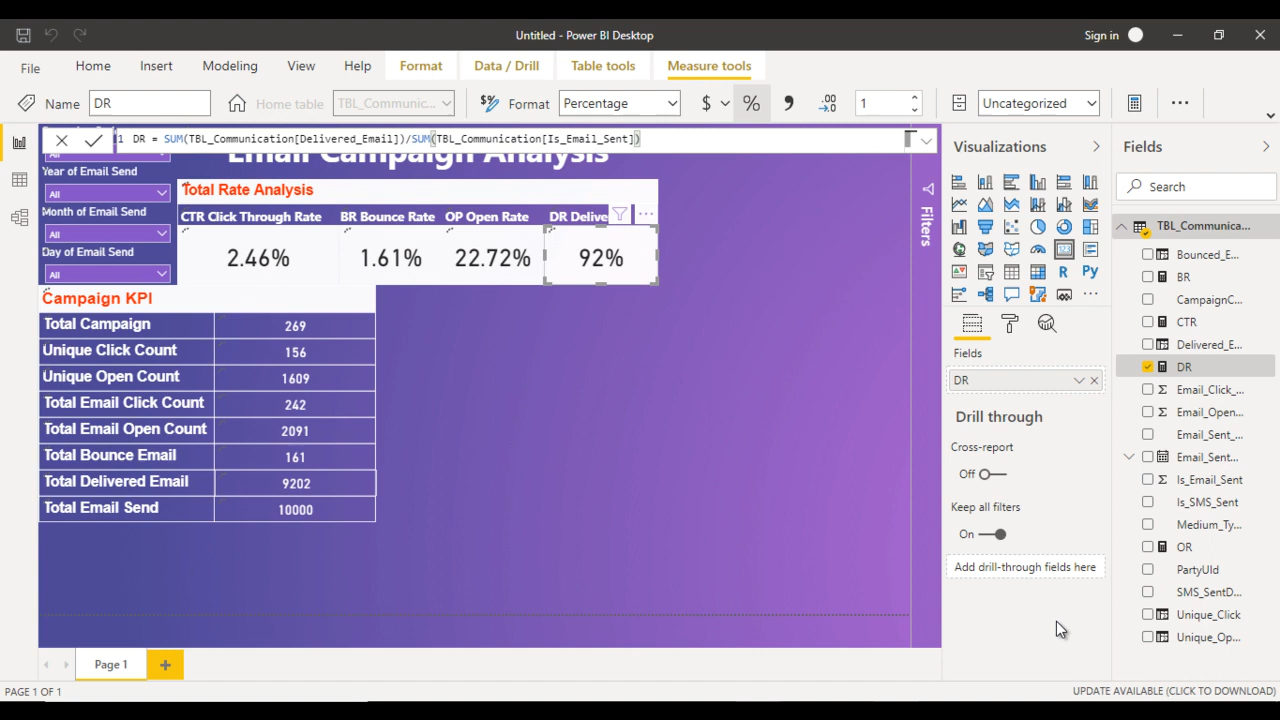 Untitled - Power BI Desktop
Sign in
File Home Insert Modeling View Help Format Data / Drill Table tools Measure tools
Name DR Home table TBL_Communic... Format Percentage $ % 9 .00 →.0 1 Uncategorized ...
1 DR = SUM(TBL_Communication[Delivered_Email])/SUM(TBL_Communication[Is_Email_Sent])
Email Campaign Analysis
All
Year of Email Send
All
Month of Email Send
All
Day of Email Send
All
Total Rate Analysis
CTR Click Through Rate BR Bounce Rate OP Open Rate DR Delive
2.46% 1.61% 22.72% 92%
Campaign KPI
Total Campaign 269
Unique Click Count 156
Unique Open Count 1609
Total Email Click Count 242
Total Email Open Count 2091
Total Bounce Email 161
Total Delivered Email 9202
Total Email Send 10000
Filters
Visualizations
R Py
...
Fields
DR
Drill through
Cross-report
Off
Keep all filters
On
Add drill-through fields here
Fields
Search
TBL_Communica...
Bounced_E...
BR
CampaignC...
CTR
Delivered_E...
DR
Email_Click_...
Email_Open...
Email_Sent_...
Email_Sent...
Is_Email_Sent
Is_SMS_Sent
Medium_Ty...
OR
PartyUId
SMS_SentD...
Unique_Click
Unique_Op...
Page 1 +
PAGE 1 OF 1
UPDATE AVAILABLE (CLICK TO DOWNLOAD)